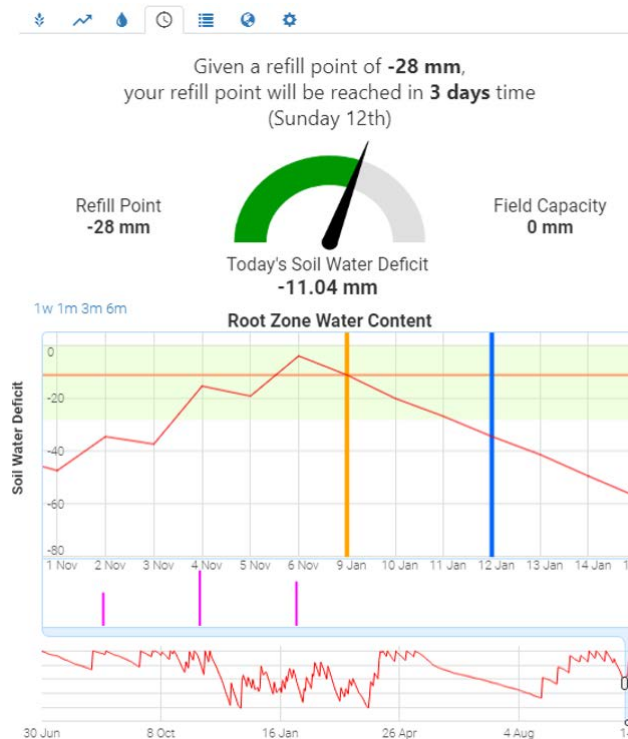 Given a refill point of -28 mm,
your refill point will be reached in 3 days time
(Sunday 12th)
Refill Point
-28 mm
Field Capacity
0 mm
Today's Soil Water Deficit
-11.04 mm
1w 1m 3m 6m
Root Zone Water Content
Soil Water Deficit
0
-20
-40
-60
-80
1 Nov 2 Nov 3 Nov 4 Nov 5 Nov 6 Nov 9 Jan 10 Jan 11 Jan 12 Jan 13 Jan 14 Jan
30 Jun 8 Oct 16 Jan 26 Apr 4 Aug